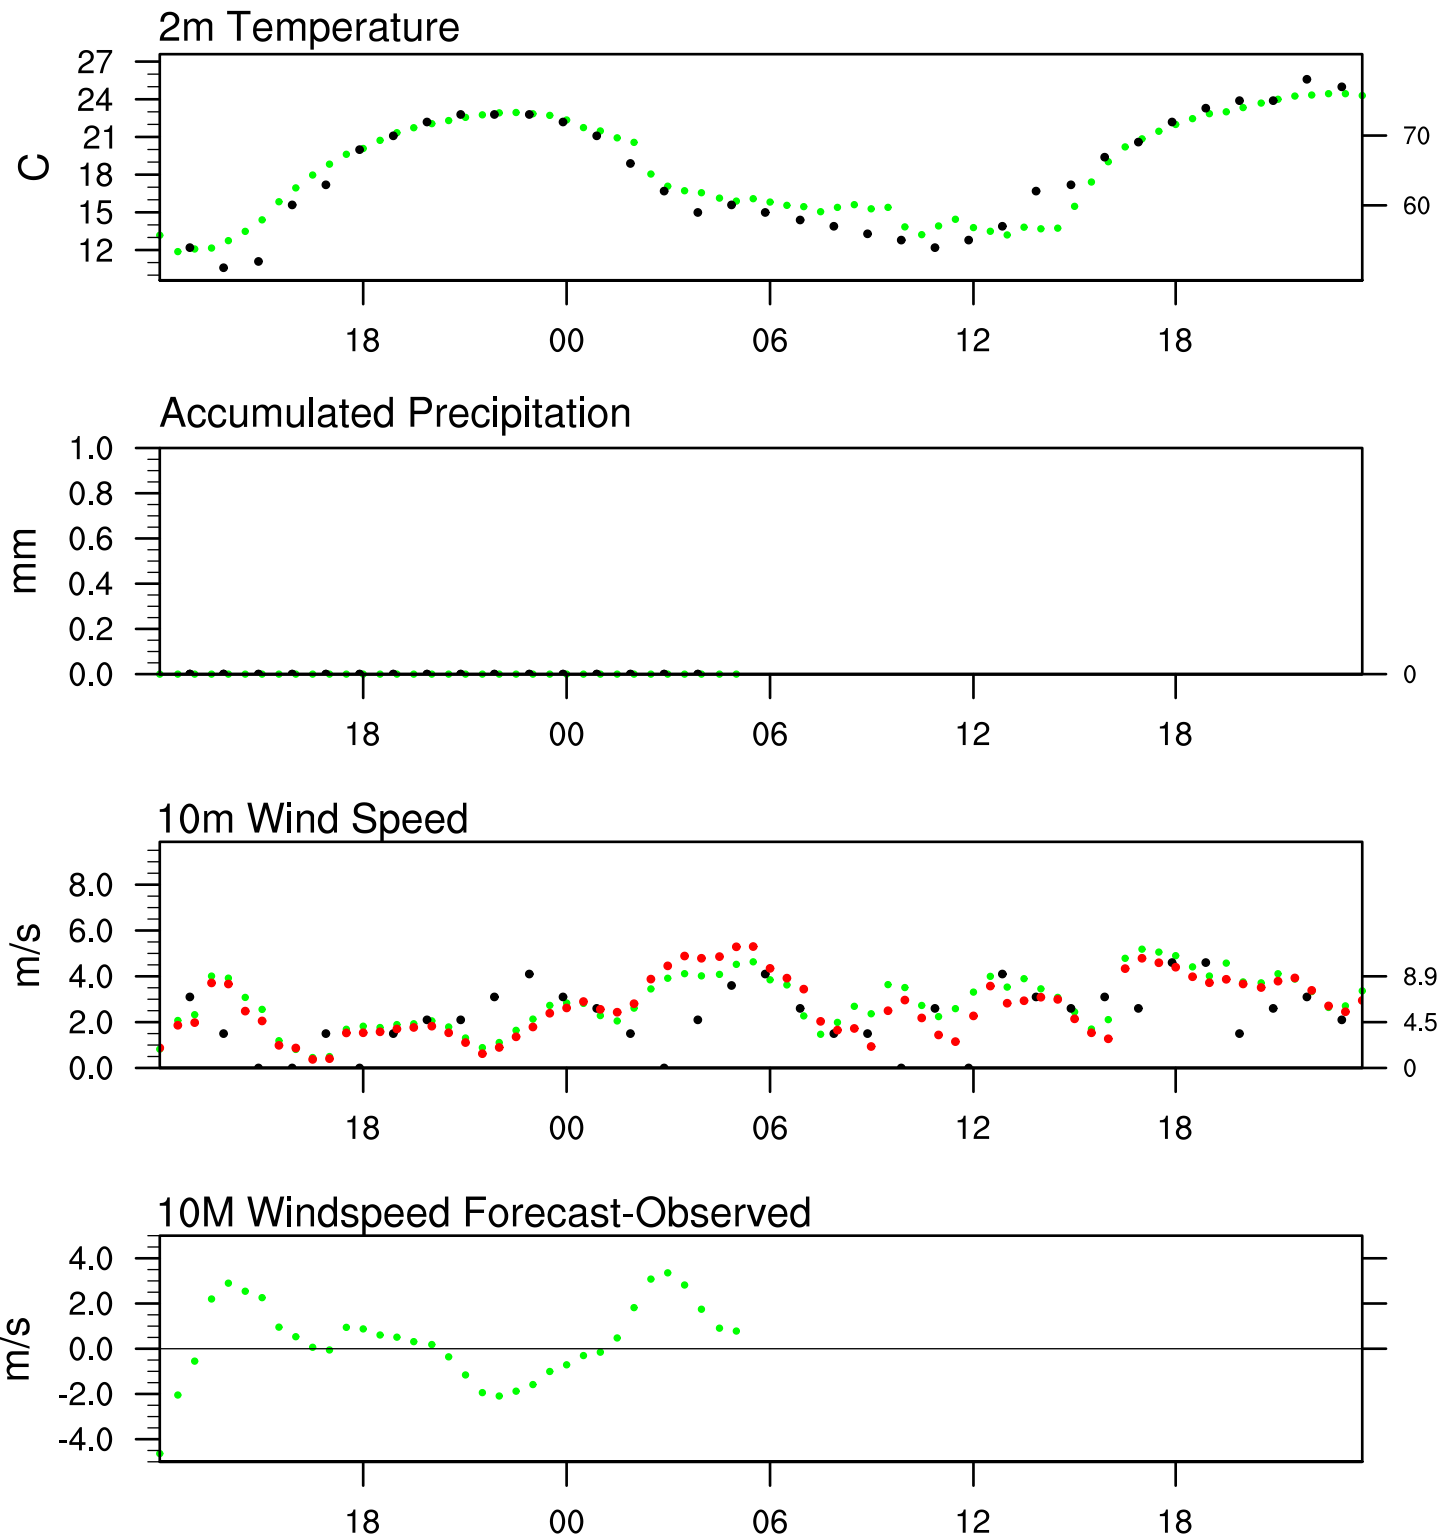 2m Temperature
27
24
21
18
15
12
C
70
60
18 00 06 12 18
Accumulated Precipitation
1.0
0.8
0.6
0.4
0.2
0.0
mm
0
18 00 06 12 18
10m Wind Speed
8.0
6.0
4.0
2.0
0.0
m/s
8.9
4.5
0
18 00 06 12 18
10M Windspeed Forecast-Observed
4.0
2.0
0.0
-2.0
-4.0
m/s
18 00 06 12 18